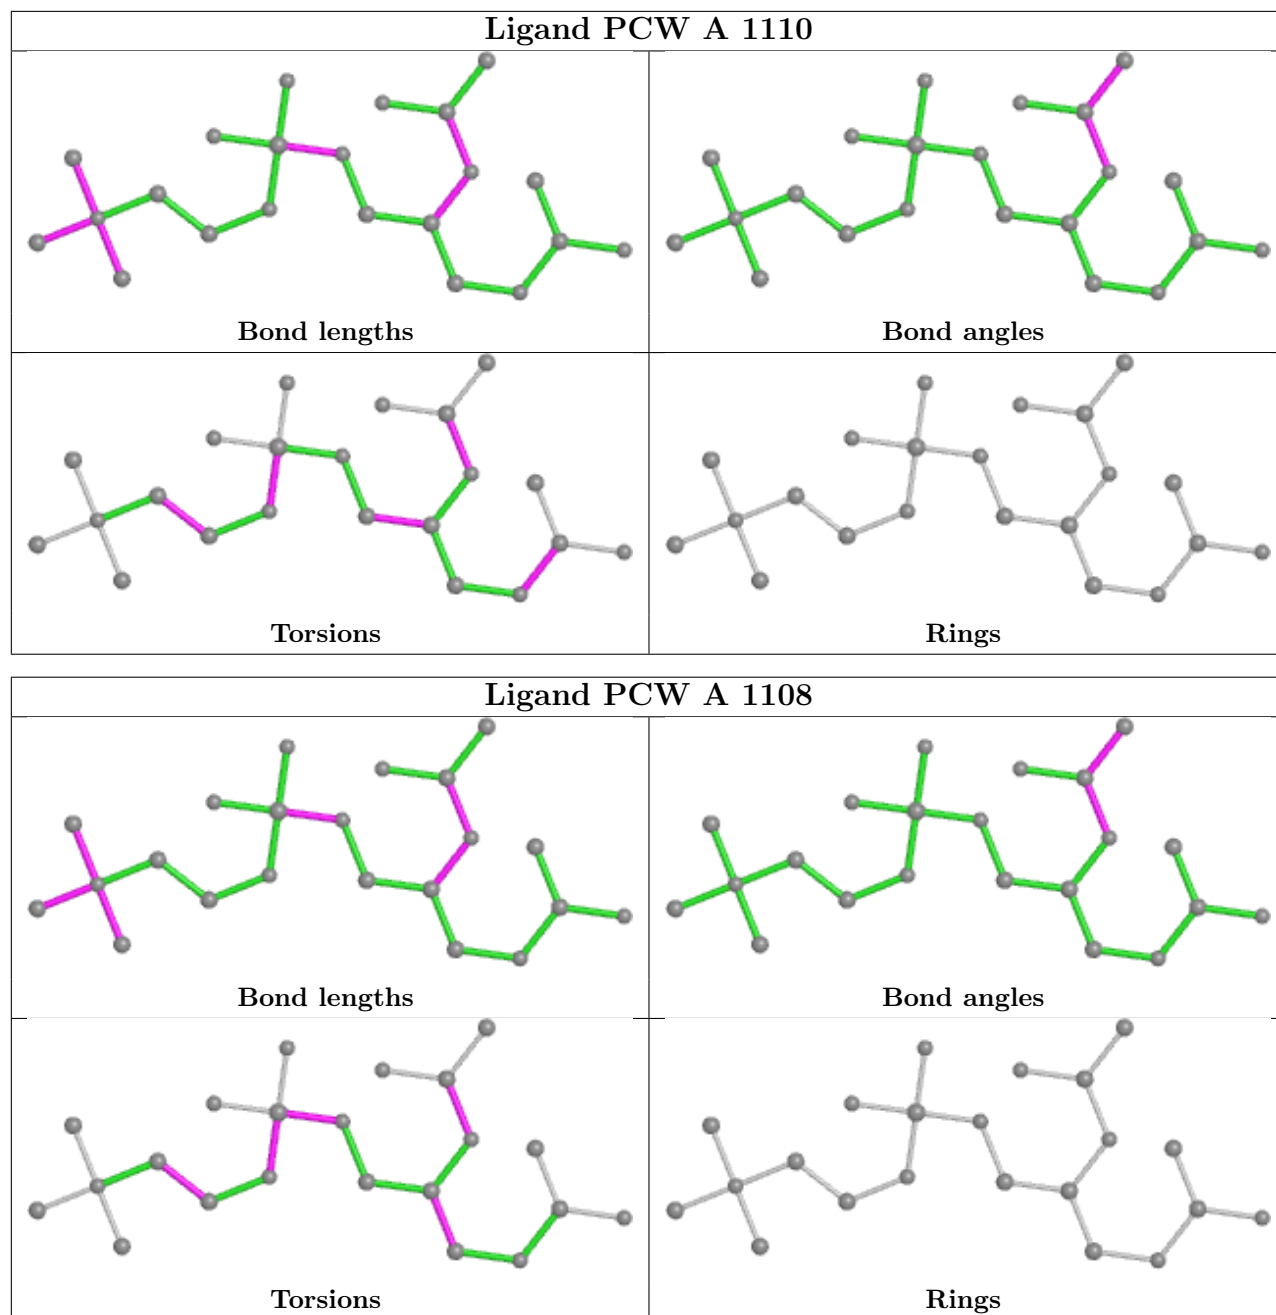 Ligand PCW A 1110
Bond lengths
Bond angles
Torsions
Rings
Ligand PCW A 1108
Bond lengths
Bond angles
Torsions
Rings